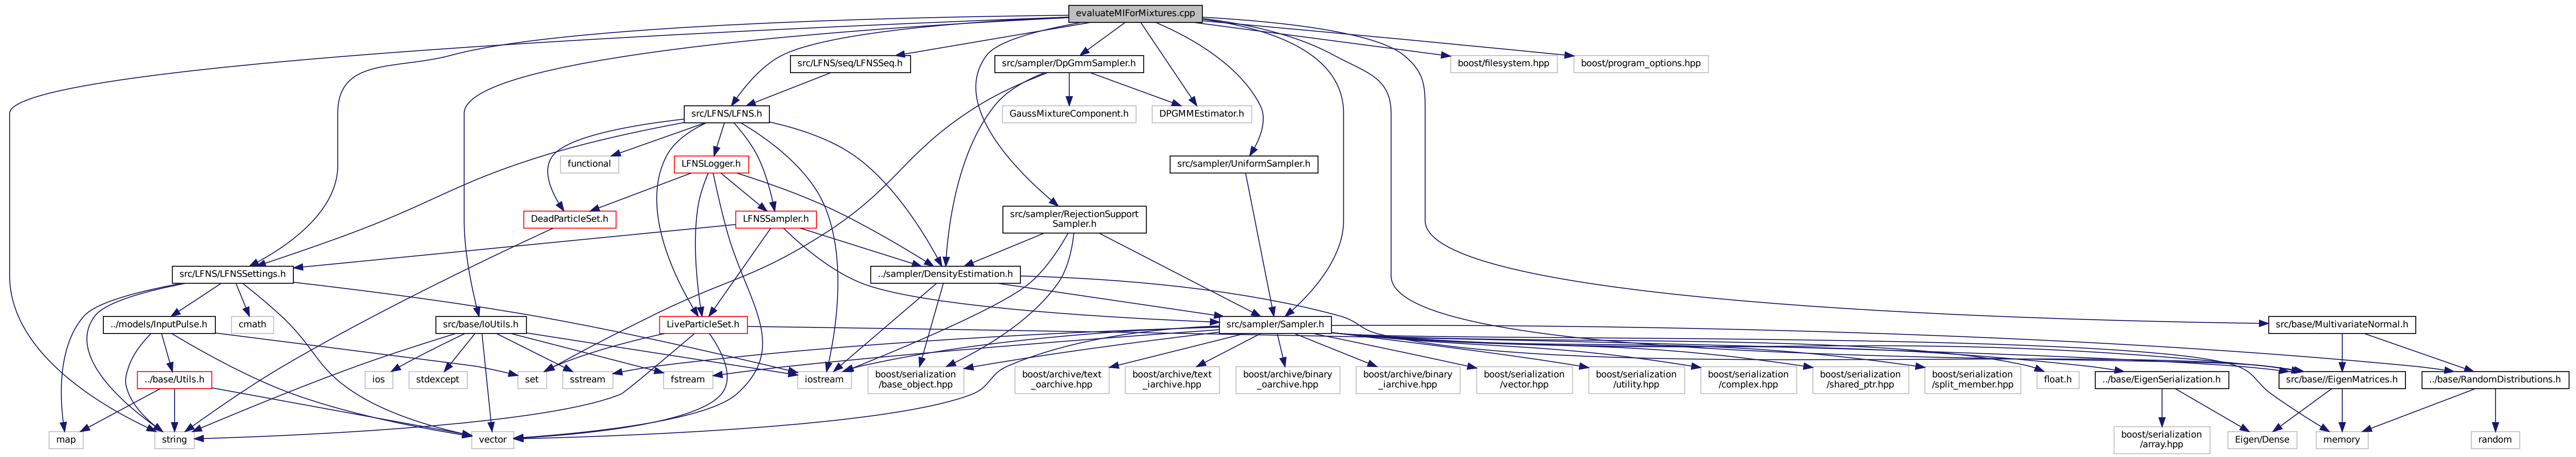 evaluateMIForMixtures.cpp
src/LFNS/seq/LFNSSeq.h
src/sampler/DpGmmSampler.h
boost/filesystem.hpp
boost/program_options.hpp
src/LFNS/LFNS.h
GaussMixtureComponent.h
DPGMMEstimator.h
functional
LFNSLogger.h
src/sampler/UniformSampler.h
DeadParticleSet.h
LFNSSampler.h
src/sampler/RejectionSupport
Sampler.h
src/LFNS/LFNSSettings.h
../sampler/DensityEstimation.h
../models/InputPulse.h
cmath
src/base/IoUtils.h
LiveParticleSet.h
src/sampler/Sampler.h
src/base/MultivariateNormal.h
../base/Utils.h
ios
stdexcept
set
sstream
fstream
iostream
boost/serialization
/base_object.hpp
boost/archive/text
_oarchive.hpp
boost/archive/text
_iarchive.hpp
boost/archive/binary
_oarchive.hpp
boost/archive/binary
_iarchive.hpp
boost/serialization
/vector.hpp
boost/serialization
/utility.hpp
boost/serialization
/complex.hpp
boost/serialization
/shared_ptr.hpp
boost/serialization
/split_member.hpp
float.h
../base/EigenSerialization.h
src/base//EigenMatrices.h
../base/RandomDistributions.h
map
string
vector
boost/serialization
/array.hpp
Eigen/Dense
memory
random